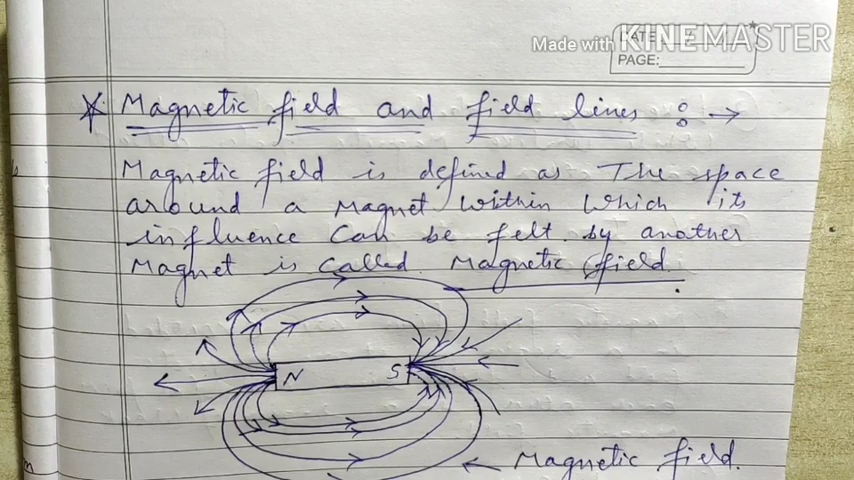 Made with KINEMASTER
DATE: / /
PAGE:
* Magnetic field and field lines : →
Magnetic field is defined as The space
around a Magnet within which its
influence Can be felt. by another
Magnet is Called Magnetic field.
N S
← Magnetic field.